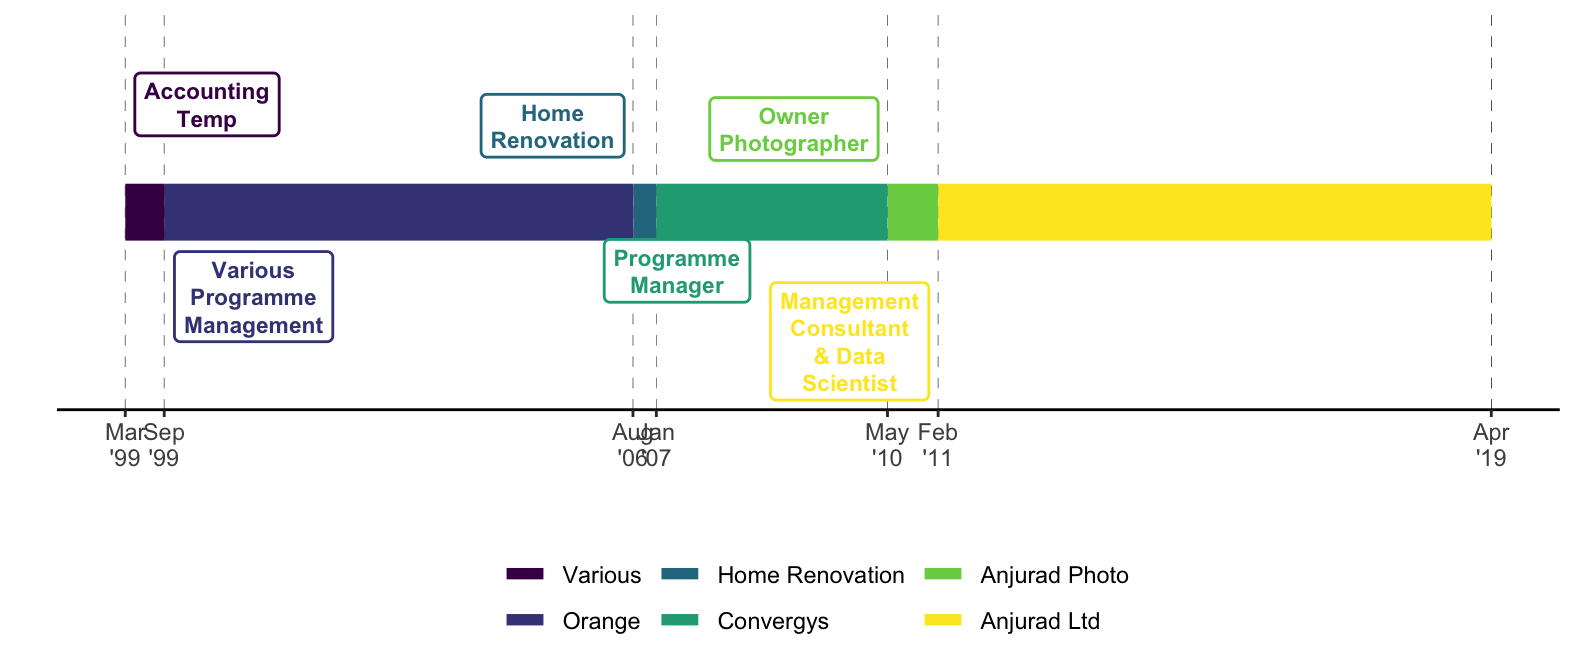 Accounting
Temp
Home
Renovation
Owner
Photographer
Various
Programme
Management
Programme
Manager
Management
Consultant
& Data
Scientist
Mar Sep Aug Jan May Feb Apr
'99 '99 '06 '07 '10 '11 '19
Various Home Renovation Anjurad Photo
Orange Convergys Anjurad Ltd